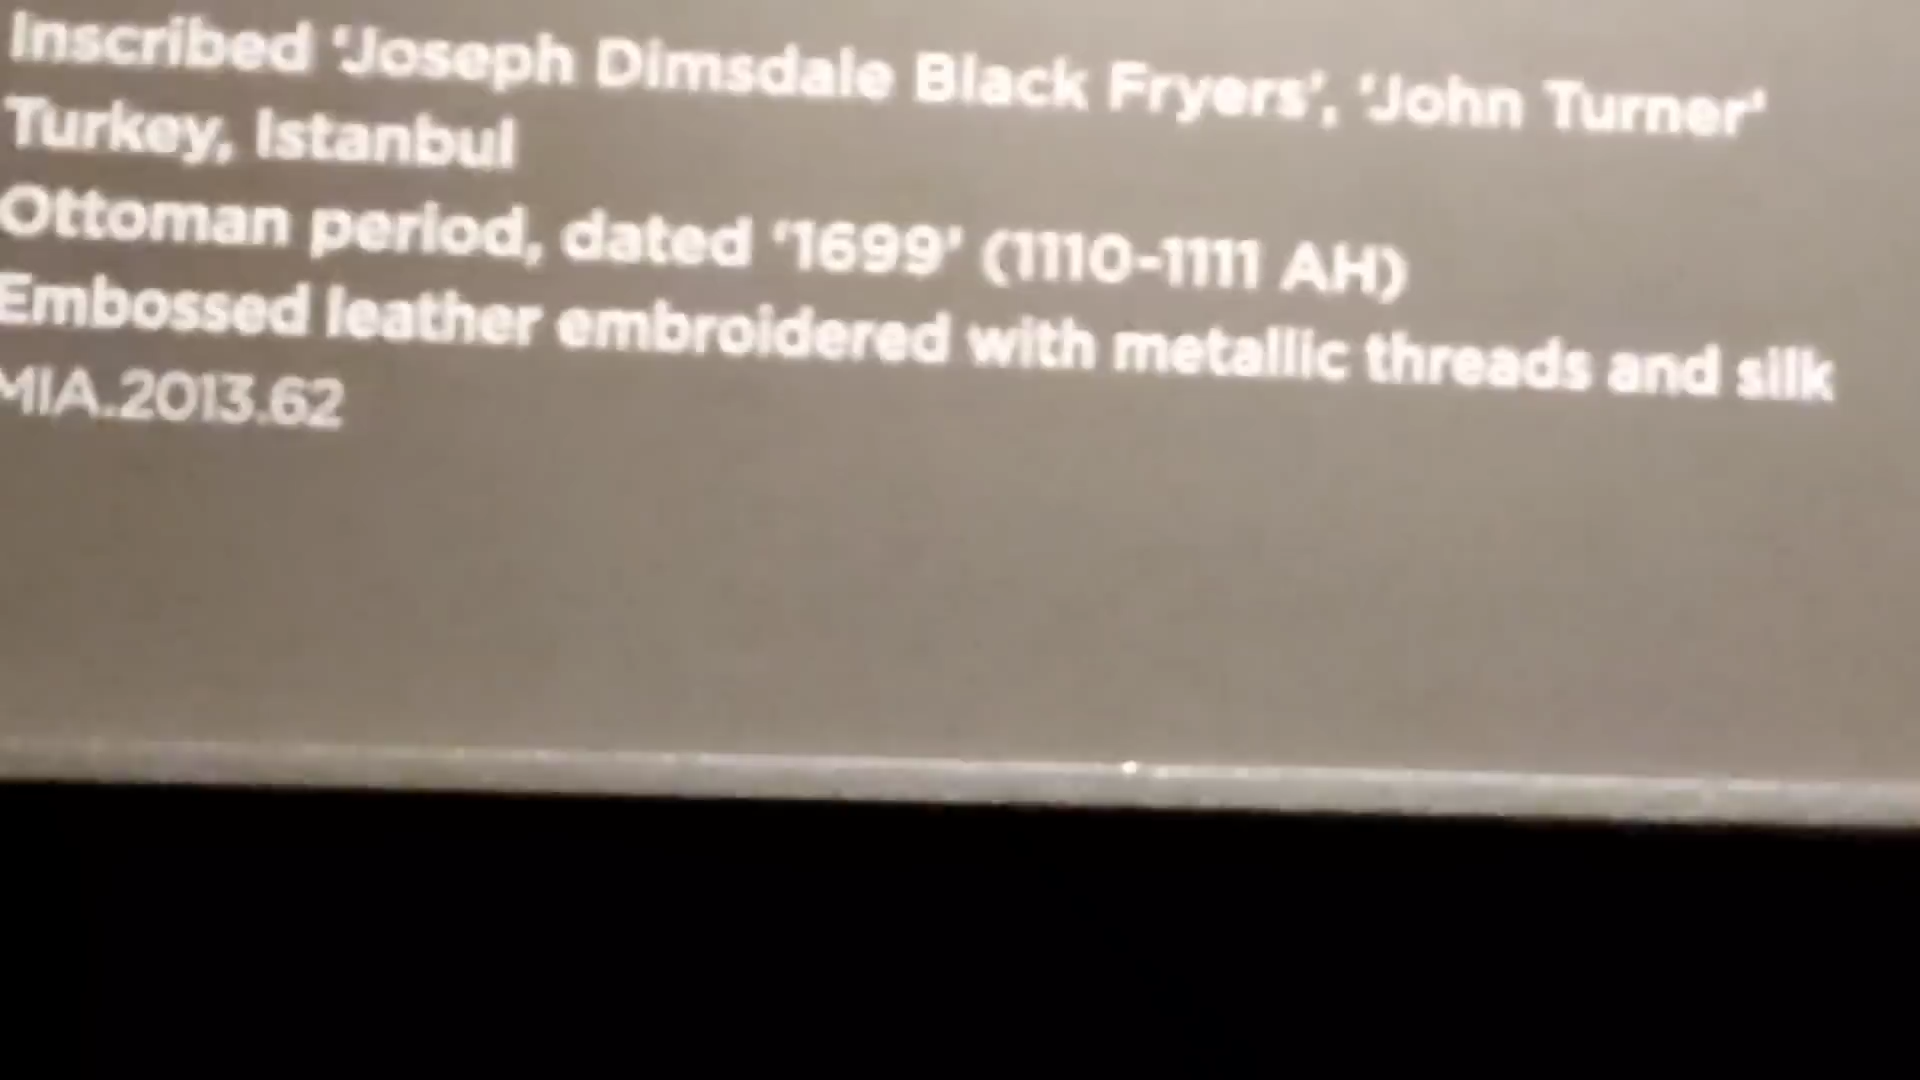 Inscribed ‘Joseph Dimsdale Black Fryers’, ‘John Turner’
Turkey, Istanbul
Ottoman period, dated ‘1699’ (1110-1111 AH)
Embossed leather embroidered with metallic threads and silk
MIA.2013.62